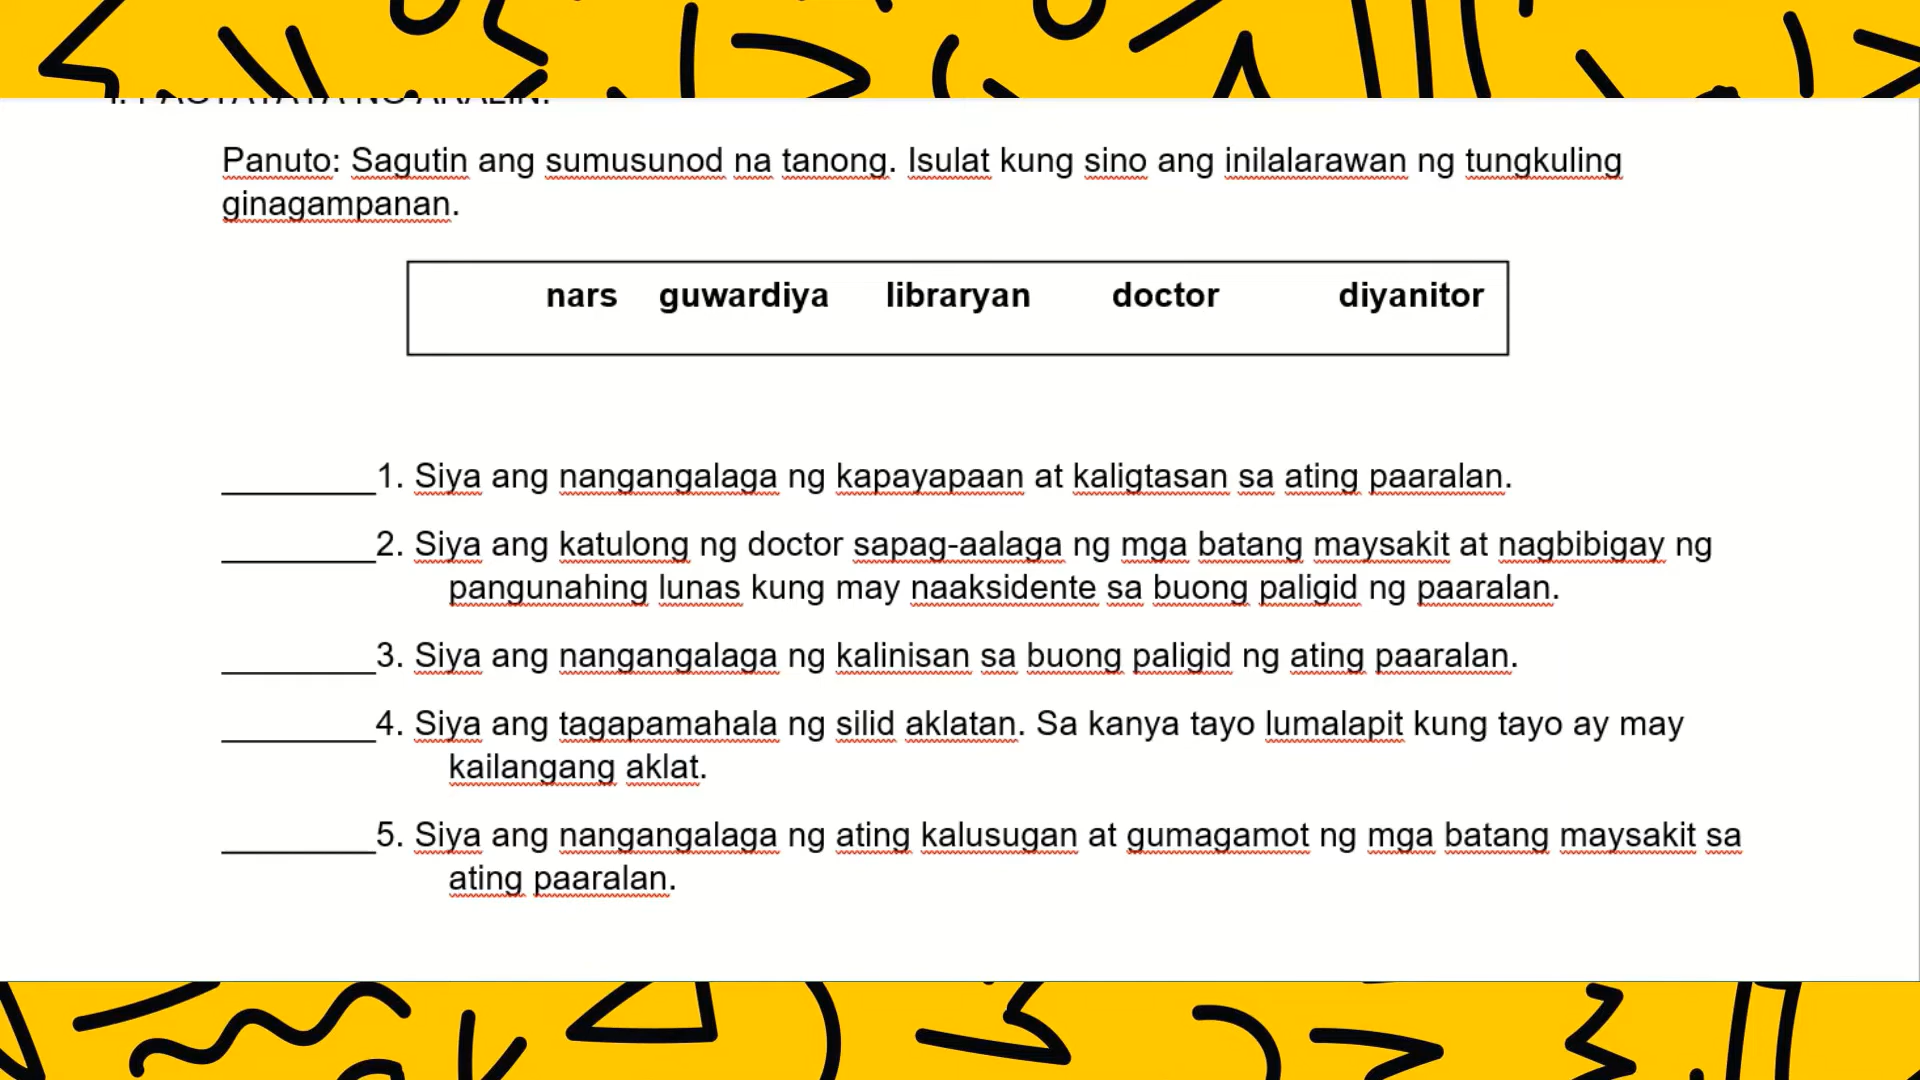 Panuto: Sagutin ang sumusunod na tanong. Isulat kung sino ang inilalarawan ng tungkuling
ginagampanan.
nars guwardiya libraryan doctor diyanitor
________1. Siya ang nangangalaga ng kapayapaan at kaligtasan sa ating paaralan.
________2. Siya ang katulong ng doctor sapag-aalaga ng mga batang maysakit at nagbibigay ng
pangunahing lunas kung may naaksidente sa buong paligid ng paaralan.
________3. Siya ang nangangalaga ng kalinisan sa buong paligid ng ating paaralan.
________4. Siya ang tagapamahala ng silid aklatan. Sa kanya tayo lumalapit kung tayo ay may
kailangang aklat.
________5. Siya ang nangangalaga ng ating kalusugan at gumagamot ng mga batang maysakit sa
ating paaralan.